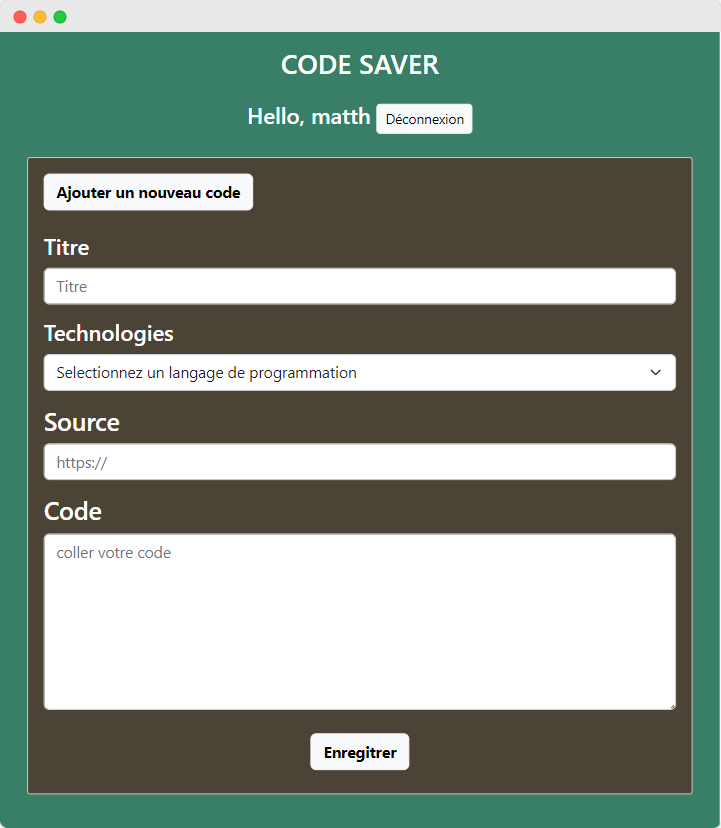 CODE SAVER
Hello, matth Déconnexion
Ajouter un nouveau code
Titre
Titre
Technologies
Selectionnez un langage de programmation
Source
https://
Code
coller votre code
Enregitrer